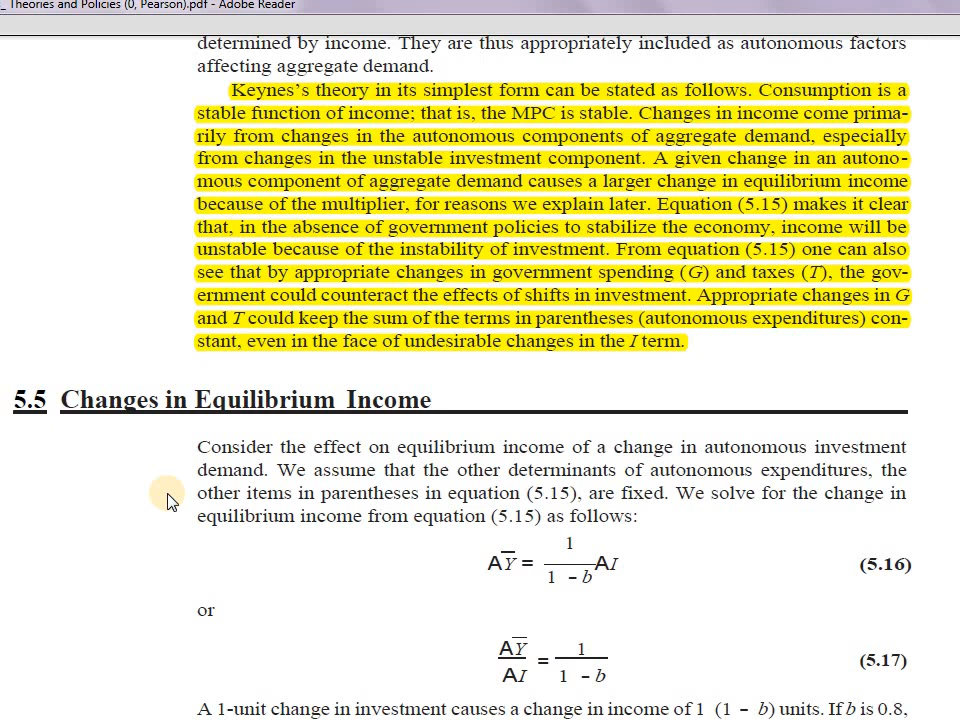 _ Theories and Policies (0, Pearson).pdf - Adobe Reader
determined by income. They are thus appropriately included as autonomous factors
affecting aggregate demand.
Keynes's theory in its simplest form can be stated as follows. Consumption is a
stable function of income; that is, the MPC is stable. Changes in income come prima-
rily from changes in the autonomous components of aggregate demand, especially
from changes in the unstable investment component. A given change in an autono-
mous component of aggregate demand causes a larger change in equilibrium income
because of the multiplier, for reasons we explain later. Equation (5.15) makes it clear
that, in the absence of government policies to stabilize the economy, income will be
unstable because of the instability of investment. From equation (5.15) one can also
see that by appropriate changes in government spending (G) and taxes (T), the gov-
ernment could counteract the effects of shifts in investment. Appropriate changes in G
and T could keep the sum of the terms in parentheses (autonomous expenditures) con-
stant, even in the face of undesirable changes in the I term.
5.5 Changes in Equilibrium Income
Consider the effect on equilibrium income of a change in autonomous investment
demand. We assume that the other determinants of autonomous expenditures, the
other items in parentheses in equation (5.15), are fixed. We solve for the change in
equilibrium income from equation (5.15) as follows:
AY̅ = 1 / (1 - b) AI (5.16)
or
AY̅ / AI = 1 / (1 - b) (5.17)
A 1-unit change in investment causes a change in income of 1 (1 - b) units. If b is 0.8,